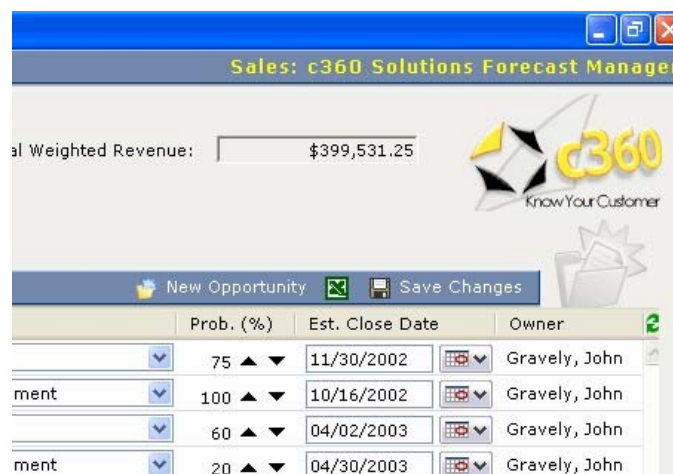 Sales: c360 Solutions Forecast Manager
al Weighted Revenue: $399,531.25
c360
Know Your Customer
New Opportunity Save Changes
Prob. (%) Est. Close Date Owner
75 11/30/2002 Gravely, John
ment 100 10/16/2002 Gravely, John
60 04/02/2003 Gravely, John
ment 20 04/30/2003 Gravely, John